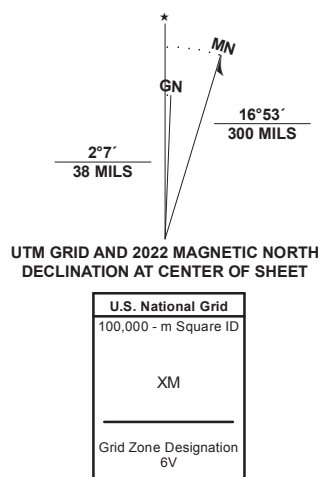 ★
MN
GN
16°53´
300 MILS
2°7´
38 MILS
UTM GRID AND 2022 MAGNETIC NORTH
DECLINATION AT CENTER OF SHEET
U.S. National Grid
100,000 - m Square ID
XM
Grid Zone Designation
6V